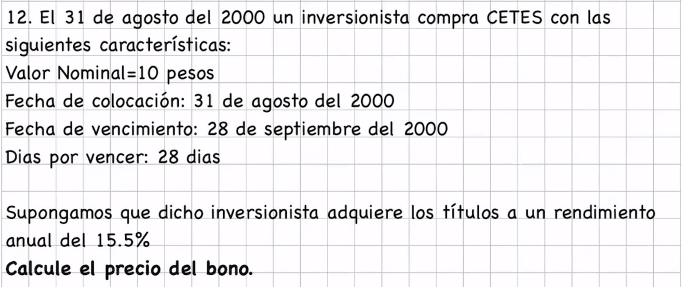 12. El 31 de agosto del 2000 un inversionista compra CETES con las
siguientes características:
Valor Nominal=10 pesos
Fecha de colocación: 31 de agosto del 2000
Fecha de vencimiento: 28 de septiembre del 2000
Dias por vencer: 28 dias
Supongamos que dicho inversionista adquiere los títulos a un rendimiento
anual del 15.5%
Calcule el precio del bono.